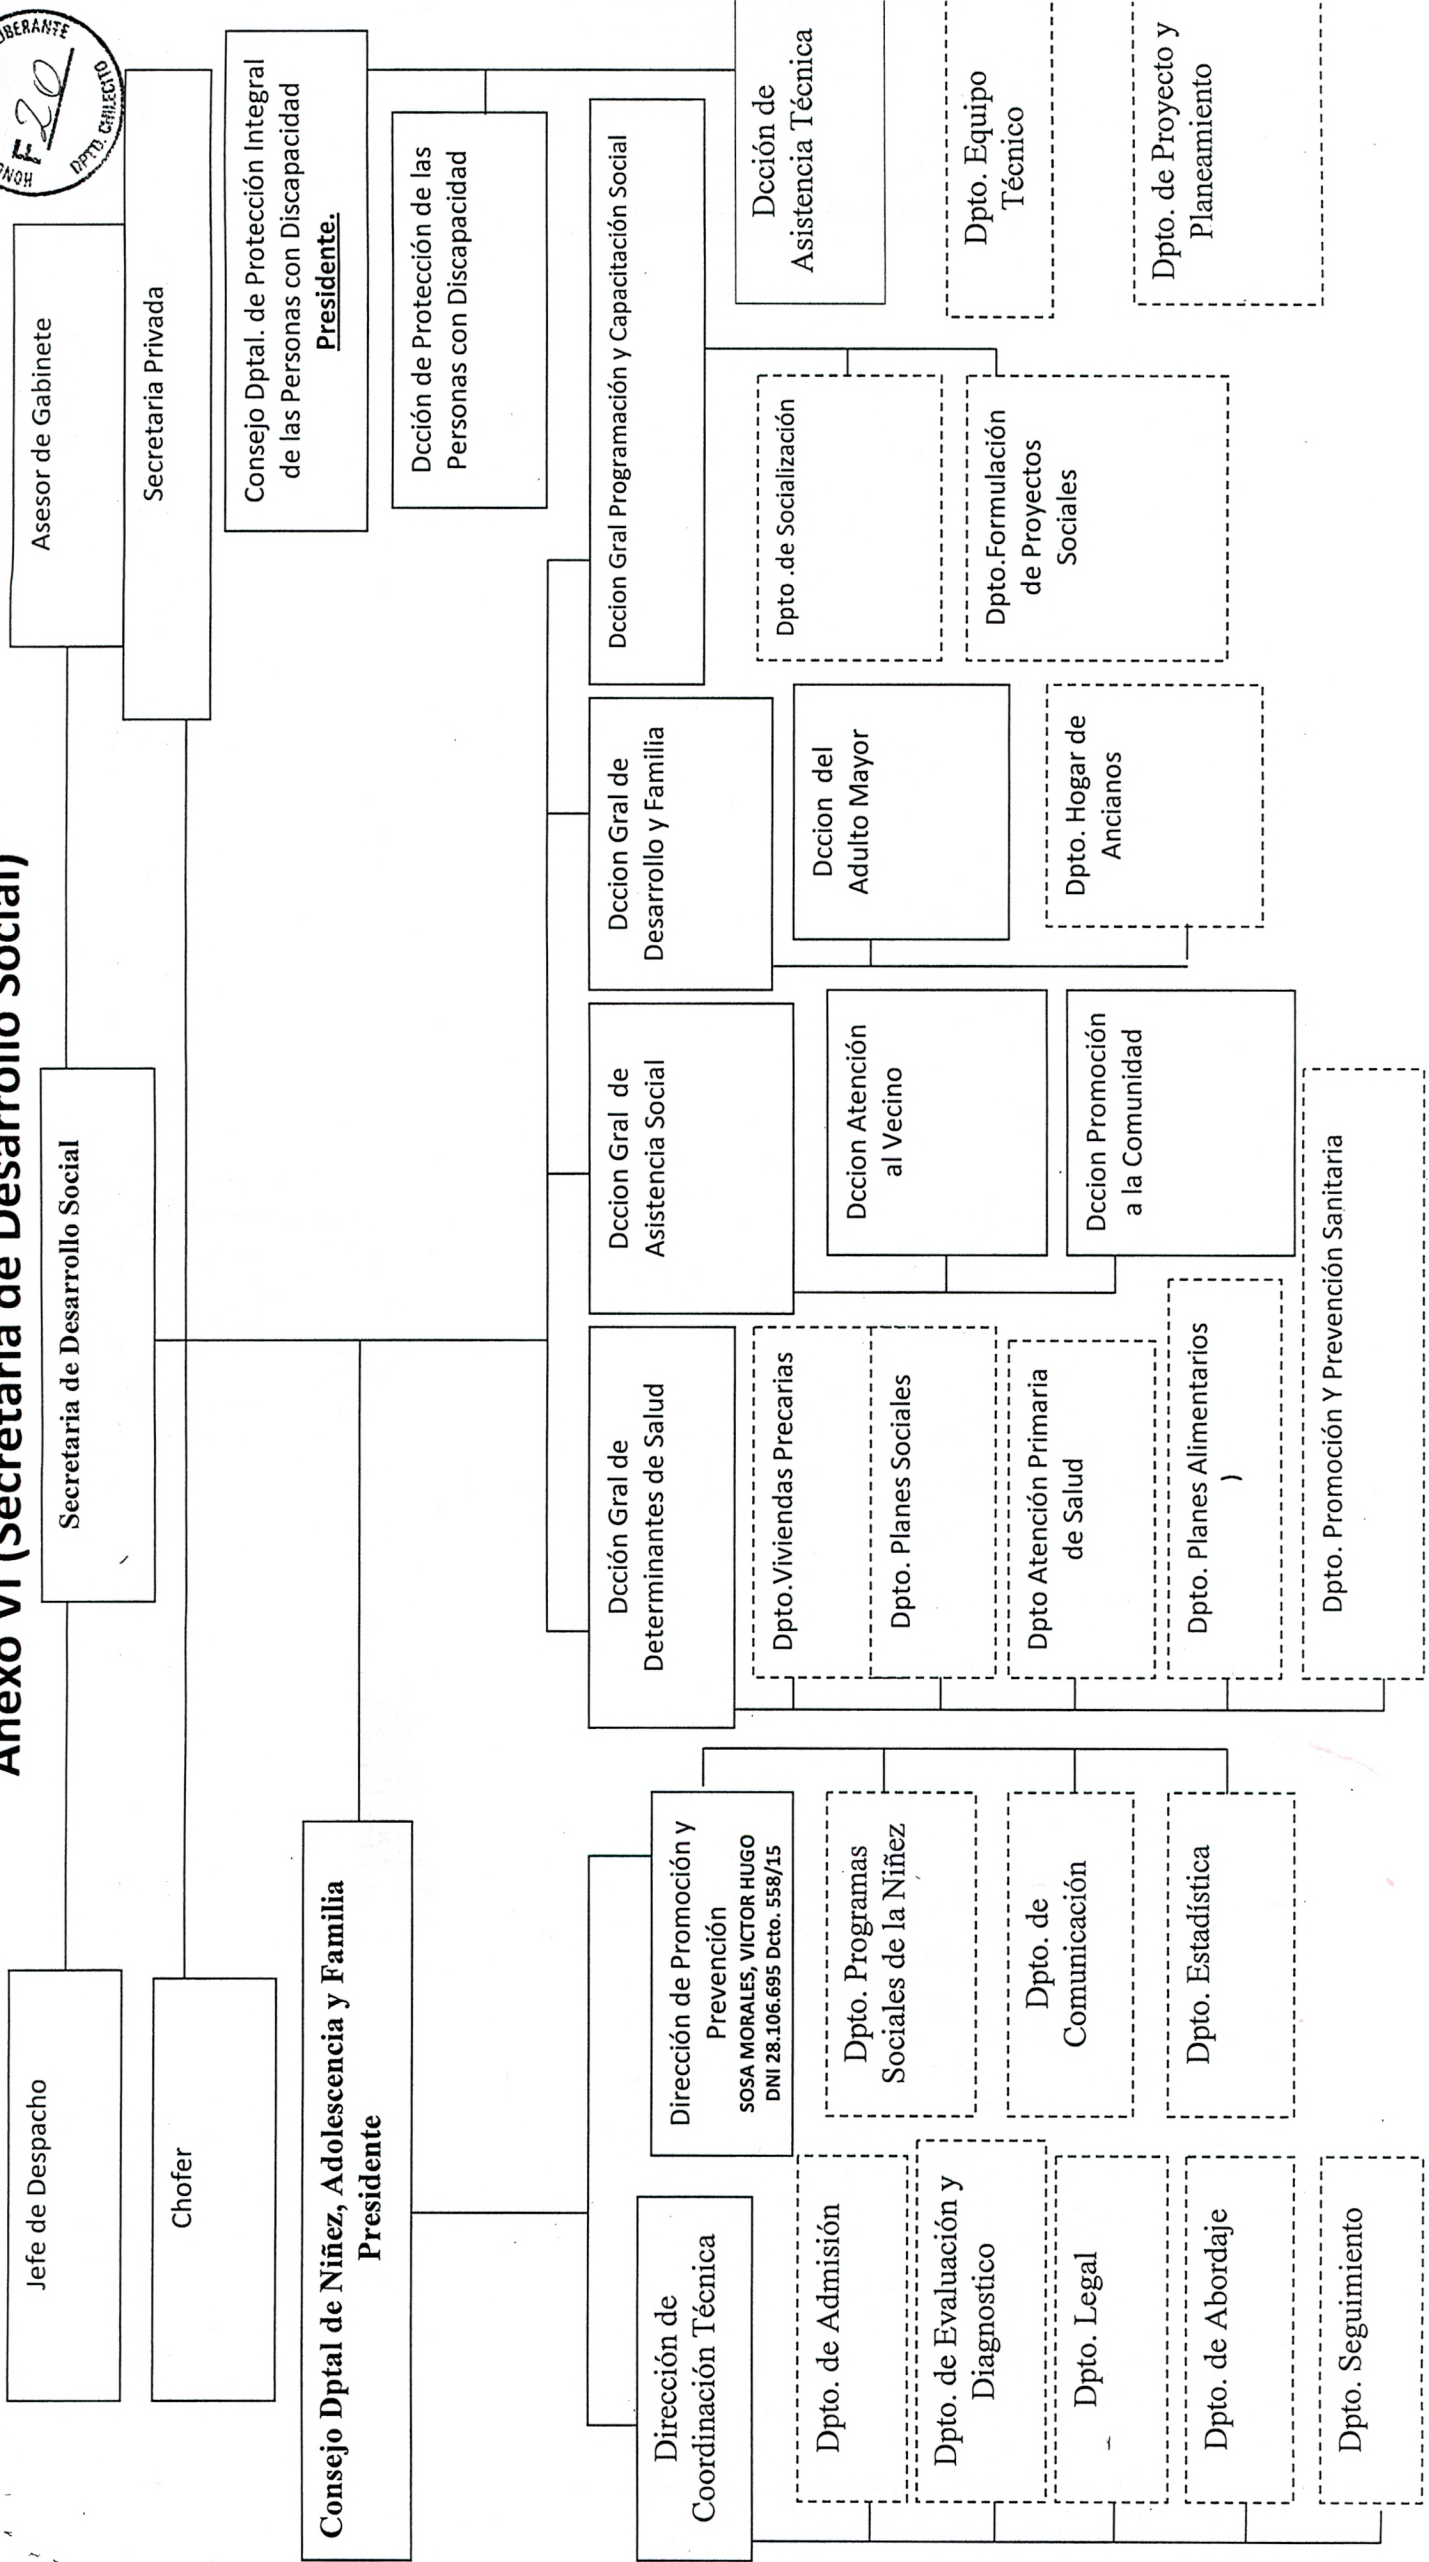 Anexo VI (Secretaria de Desarrollo Social)
HONO
BERANTE
F 20
DPTO. CHILECITO
Jefe de Despacho
Secretaria de Desarrollo Social
Asesor de Gabinete
Chofer
Secretaria Privada
Consejo Dptal de Niñez, Adolescencia y Familia
Presidente
Consejo Dptal. de Protección Integral
de las Personas con Discapacidad
Presidente.
Dcción de Protección de las
Personas con Discapacidad
Dirección de
Coordinación Técnica
Dpto. de Admisión
Dpto. de Evaluación y
Diagnostico
Dpto. Legal
Dpto. de Abordaje
Dpto. Seguimiento
Dirección de Promoción y
Prevención
SOSA MORALES, VICTOR HUGO
DNI 28.106.695 Dcto. 558/15
Dpto. Programas
Sociales de la Niñez
Dpto. de
Comunicación
Dpto. Estadística
Dcción Gral de
Determinantes de Salud
Dpto.Viviendas Precarias
Dpto. Planes Sociales
Dpto Atención Primaria
de Salud
Dpto. Planes Alimentarios
)
Dpto. Promoción Y Prevención Sanitaria
Dccion Gral de
Asistencia Social
Dccion Atención
al Vecino
Dccion Promoción
a la Comunidad
Dccion Gral de
Desarrollo y Familia
Dccion del
Adulto Mayor
Dpto. Hogar de
Ancianos
Dccion Gral Programación y Capacitación Social
Dpto .de Socialización
Dpto.Formulación
de Proyectos
Sociales
Dcción de
Asistencia Técnica
Dpto. Equipo
Técnico
Dpto. de Proyecto y
Planeamiento